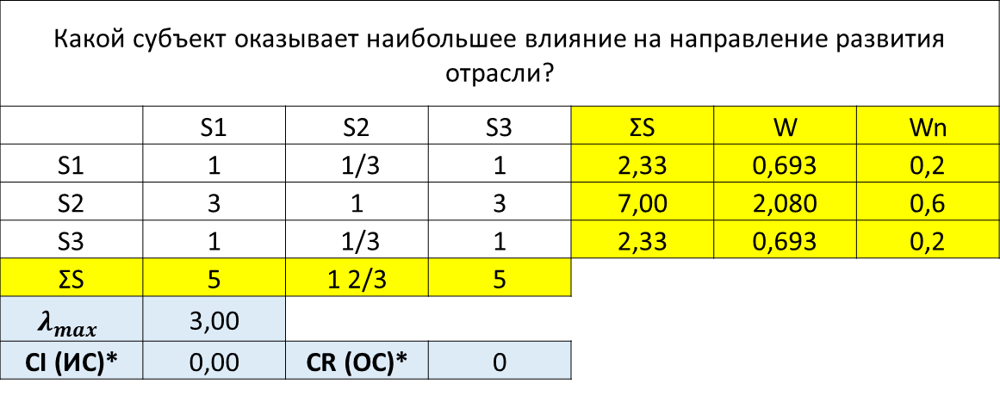 Какой субъект оказывает наибольшее влияние на направление развития
отрасли?
S1 S2 S3 ΣS W Wn
S1 1 1/3 1 2,33 0,693 0,2
S2 3 1 3 7,00 2,080 0,6
S3 1 1/3 1 2,33 0,693 0,2
ΣS 5 1 2/3 5
λmax 3,00
CI (ИС)* 0,00 CR (ОС)* 0